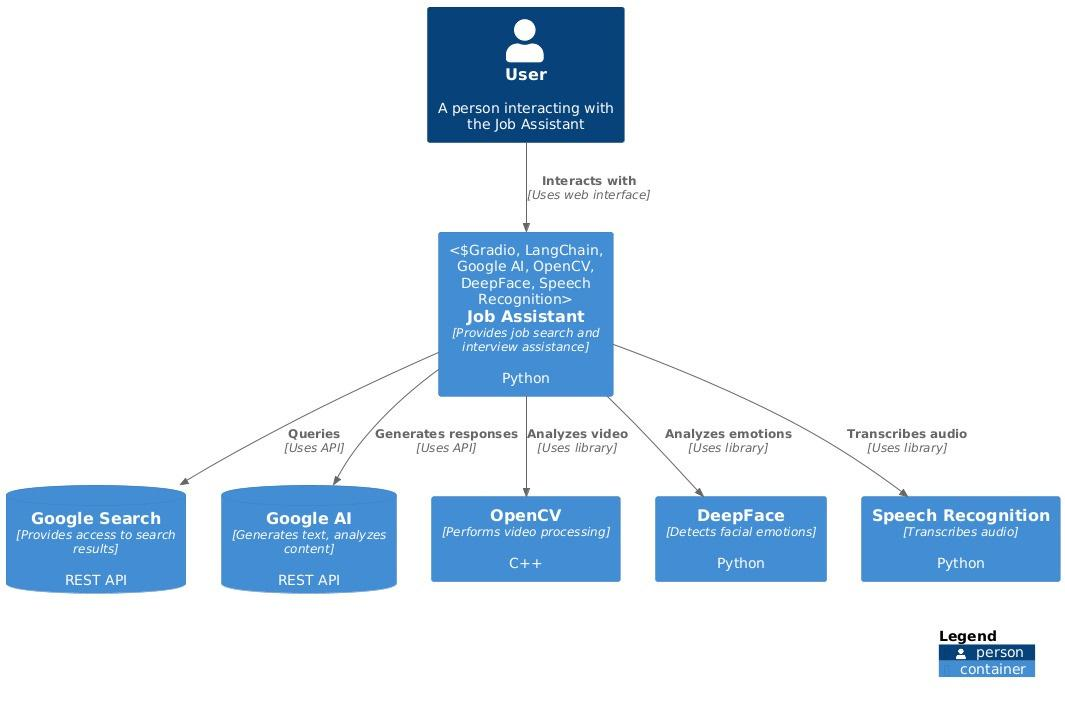 User
A person interacting with
the Job Assistant
Interacts with
[Uses web interface]
<$Gradio, LangChain,
Google AI, OpenCV,
DeepFace, Speech
Recognition>
Job Assistant
[Provides job search and
interview assistance]
Python
Queries
[Uses API]
Generates responses
[Uses API]
Analyzes video
[Uses library]
Analyzes emotions
[Uses library]
Transcribes audio
[Uses library]
Google Search
[Provides access to search
results]
REST API
Google AI
[Generates text, analyzes
content]
REST API
OpenCV
[Performs video processing]
C++
DeepFace
[Detects facial emotions]
Python
Speech Recognition
[Transcribes audio]
Python
Legend
person
container